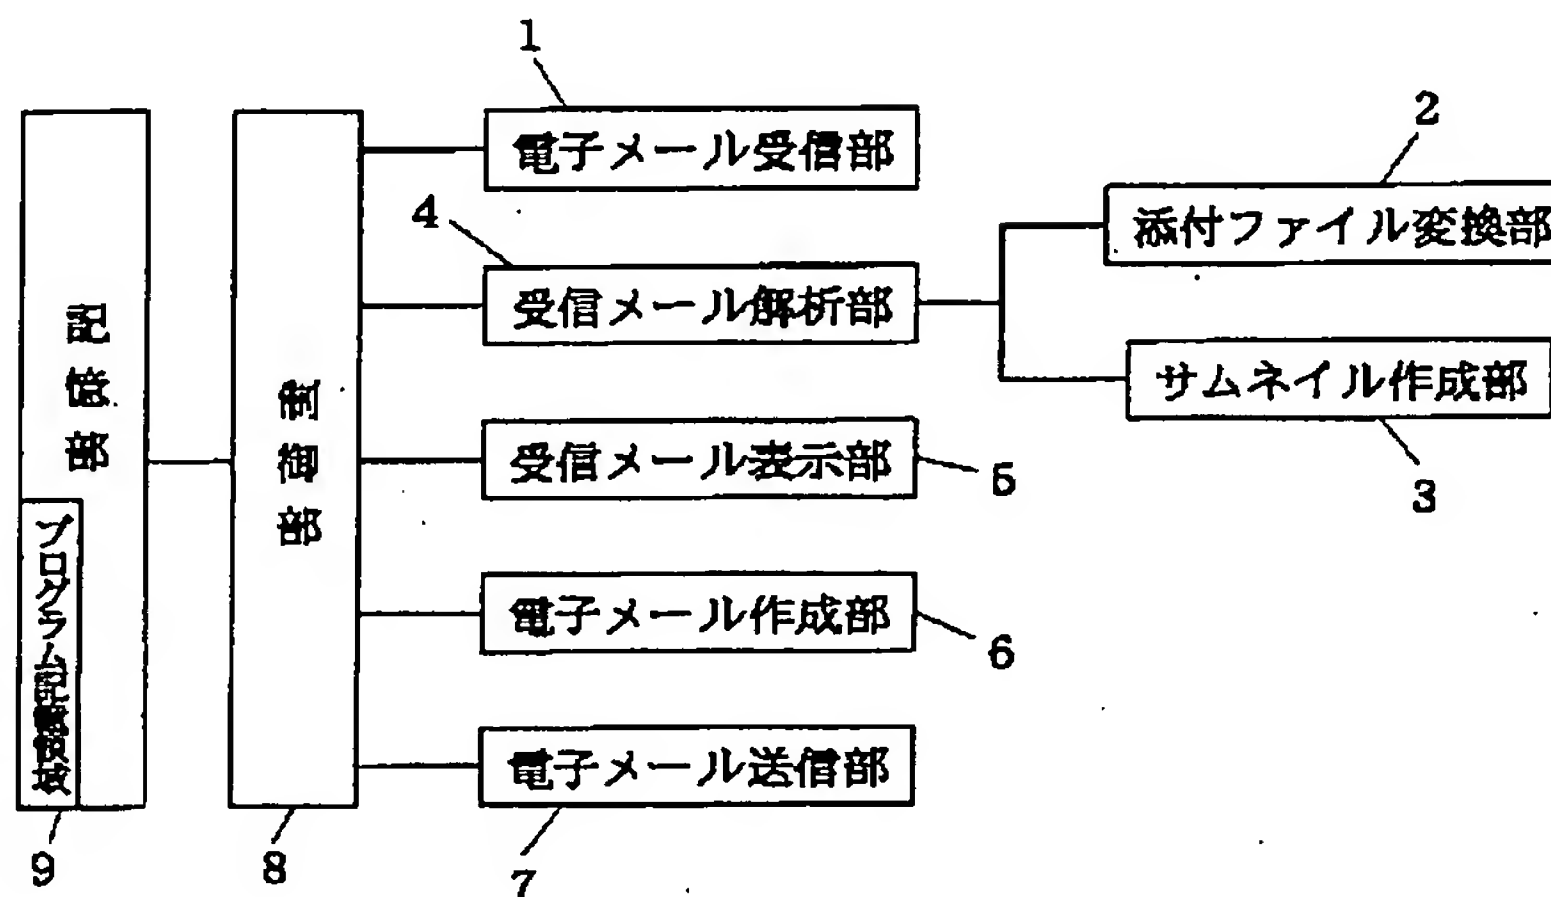 1
電子メール受信部
2
添付ファイル変換部
4
受信メール解析部
サムネイル作成部
3
記憶部
制御部
受信メール表示部
5
プログラム記憶領域
電子メール作成部
6
電子メール送信部
9
8
7